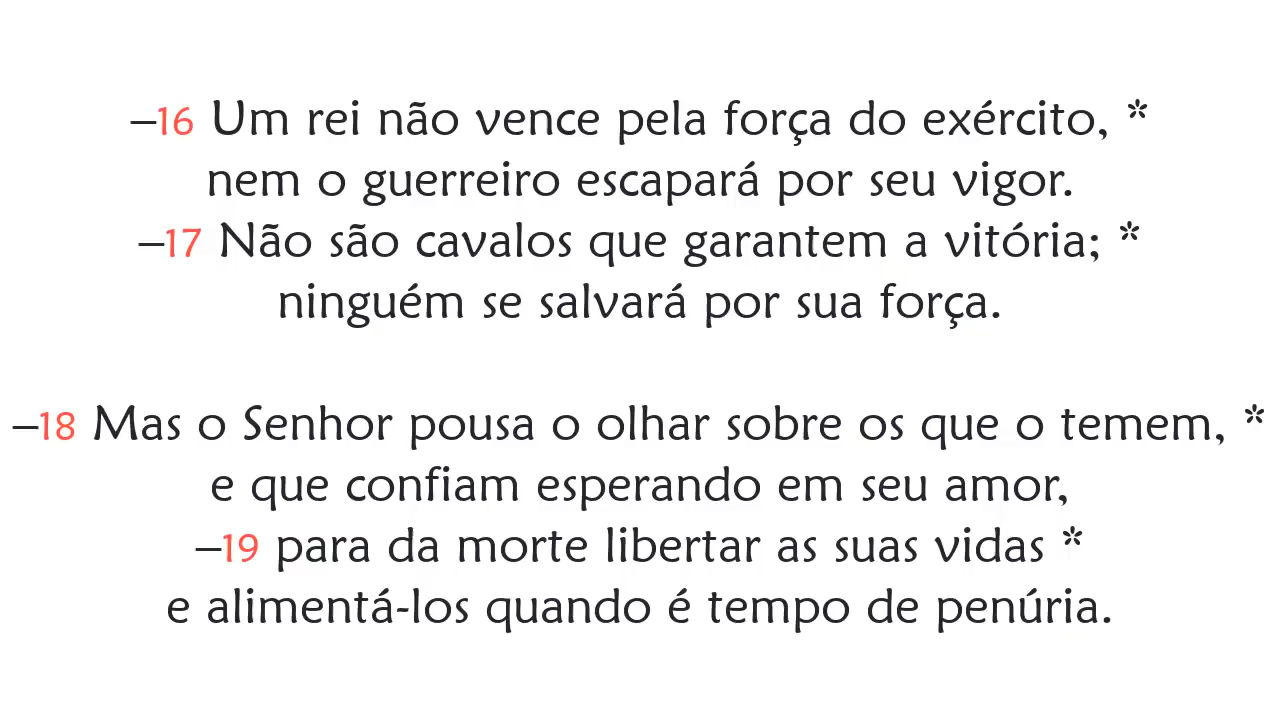 –16 Um rei não vence pela força do exército, *
nem o guerreiro escapará por seu vigor.
–17 Não são cavalos que garantem a vitória; *
ninguém se salvará por sua força.
–18 Mas o Senhor pousa o olhar sobre os que o temem, *
e que confiam esperando em seu amor,
–19 para da morte libertar as suas vidas *
e alimentá-los quando é tempo de penúria.